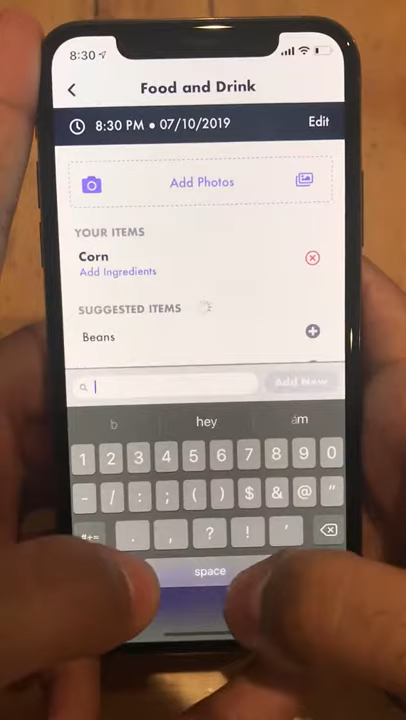 8:30
Food and Drink
8:30 PM • 07/10/2019 Edit
Add Photos
YOUR ITEMS
Corn
Add Ingredients
SUGGESTED ITEMS
Beans
Add New
b hey am
1 2 3 4 5 6 7 8 9 0
- / : ; ( ) $ & @ "
#+= . , ? ! '
space